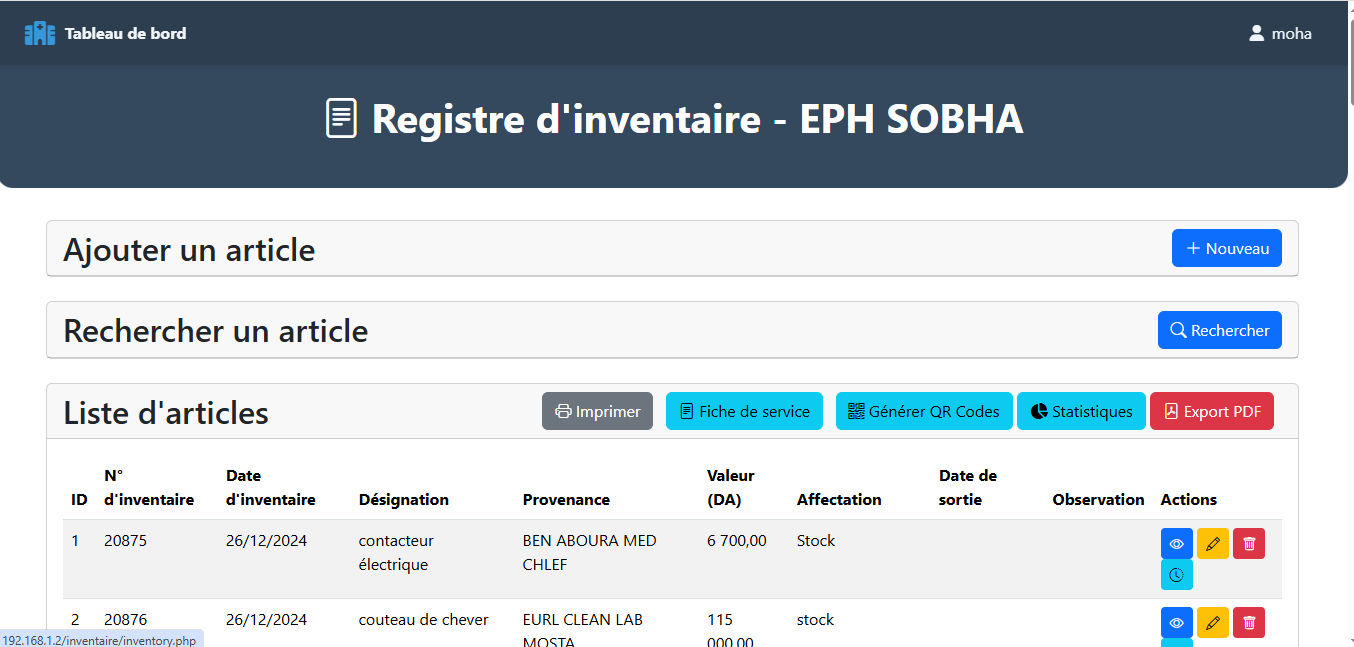 Tableau de bord
moha
Registre d'inventaire - EPH SOBHA
Ajouter un article
Nouveau
Rechercher un article
Rechercher
Liste d'articles
Imprimer
Fiche de service
Générer QR Codes
Statistiques
Export PDF
ID N° d'inventaire Date d'inventaire Désignation Provenance Valeur (DA) Affectation Date de sortie Observation Actions
1 20875 26/12/2024 contacteur électrique BEN ABOURA MED CHLEF 6 700,00 Stock
2 20876 26/12/2024 couteau de chever EURL CLEAN LAB MOSTA 115 000,00 stock
192.168.1.2/inventaire/inventory.php